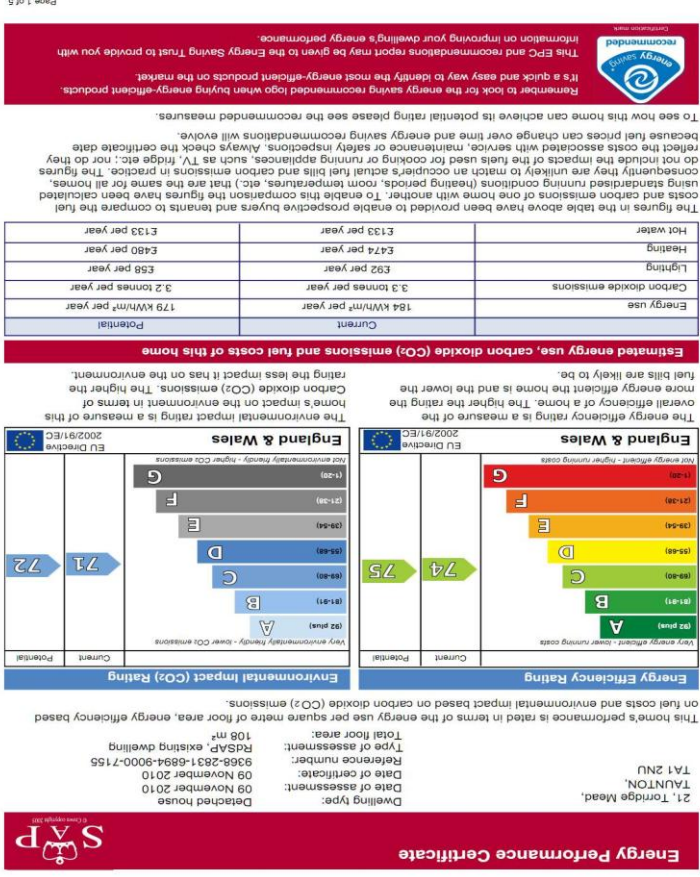 Energy Performance Certificate
SAP
21, Torridge Mead,
TAUNTON,
TA1 2NU
Dwelling type: Detached house
Date of assessment: 09 November 2010
Date of certificate: 09 November 2010
Reference number: 9368-2831-6894-9000-7155
Type of assessment: RdSAP, existing dwelling
Total floor area: 108 m²
This home's performance is rated in terms of the energy use per square metre of floor area, energy efficiency based
on fuel costs and environmental impact based on carbon dioxide (CO2) emissions.
Energy Efficiency Rating
Current Potential
Very energy efficient - lower running costs
(92 plus) A
(81-91) B
(69-80) C
(55-68) D
(39-54) E
(21-38) F
(1-20) G
74 75
Not energy efficient - higher running costs
England & Wales
EU Directive
2002/91/EC
The energy efficiency rating is a measure of the
overall efficiency of a home. The higher the rating the
more energy efficient the home is and the lower the
fuel bills are likely to be.
Environmental Impact (CO2) Rating
Current Potential
Very environmentally friendly - lower CO2 emissions
(92 plus) A
(81-91) B
(69-80) C
(55-68) D
(39-54) E
(21-38) F
(1-20) G
71 72
Not environmentally friendly - higher CO2 emissions
England & Wales
EU Directive
2002/91/EC
The environmental impact rating is a measure of this
home's impact on the environment in terms of
Carbon dioxide (CO2) emissions. The higher the
rating the less impact it has on the environment.
Estimated energy use, carbon dioxide (CO2) emissions and fuel costs of this home
Current Potential
Energy use 184 kWh/m² per year 179 kWh/m² per year
Carbon dioxide emissions 3.3 tonnes per year 3.2 tonnes per year
Lighting £92 per year £58 per year
Heating £474 per year £480 per year
Hot water £133 per year £133 per year
The figures in the table above have been provided to enable prospective buyers and tenants to compare the fuel
costs and carbon emissions of one home with another. To enable this comparison the figures have been calculated
using standardised running conditions (heating periods, room temperatures, etc.) that are the same for all homes,
consequently they are unlikely to match an occupier's actual fuel bills and carbon emissions in practice. The figures
do not include the impacts of the fuels used for cooking or running appliances, such as TV, fridge etc.; nor do they
reflect the costs associated with service, maintenance or safety inspections. Always check the certificate date
because fuel prices can change over time and energy saving recommendations will evolve.
To see how this home can achieve its potential rating please see the recommended measures.
energy saving
recommended
Certification mark
Remember to look for the energy saving recommended logo when buying energy-efficient products.
It's a quick and easy way to identify the most energy-efficient products on the market.
This EPC and recommendations report may be given to the Energy Saving Trust to provide you with
information on improving your dwelling's energy performance.
Page 1 of 5